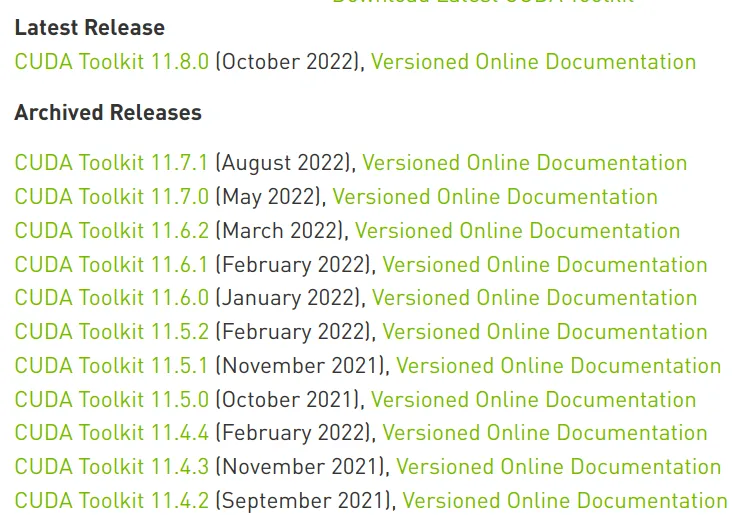 Download Latest CUDA Toolkit
Latest Release
CUDA Toolkit 11.8.0 (October 2022), Versioned Online Documentation
Archived Releases
CUDA Toolkit 11.7.1 (August 2022), Versioned Online Documentation
CUDA Toolkit 11.7.0 (May 2022), Versioned Online Documentation
CUDA Toolkit 11.6.2 (March 2022), Versioned Online Documentation
CUDA Toolkit 11.6.1 (February 2022), Versioned Online Documentation
CUDA Toolkit 11.6.0 (January 2022), Versioned Online Documentation
CUDA Toolkit 11.5.2 (February 2022), Versioned Online Documentation
CUDA Toolkit 11.5.1 (November 2021), Versioned Online Documentation
CUDA Toolkit 11.5.0 (October 2021), Versioned Online Documentation
CUDA Toolkit 11.4.4 (February 2022), Versioned Online Documentation
CUDA Toolkit 11.4.3 (November 2021), Versioned Online Documentation
CUDA Toolkit 11.4.2 (September 2021), Versioned Online Documentation